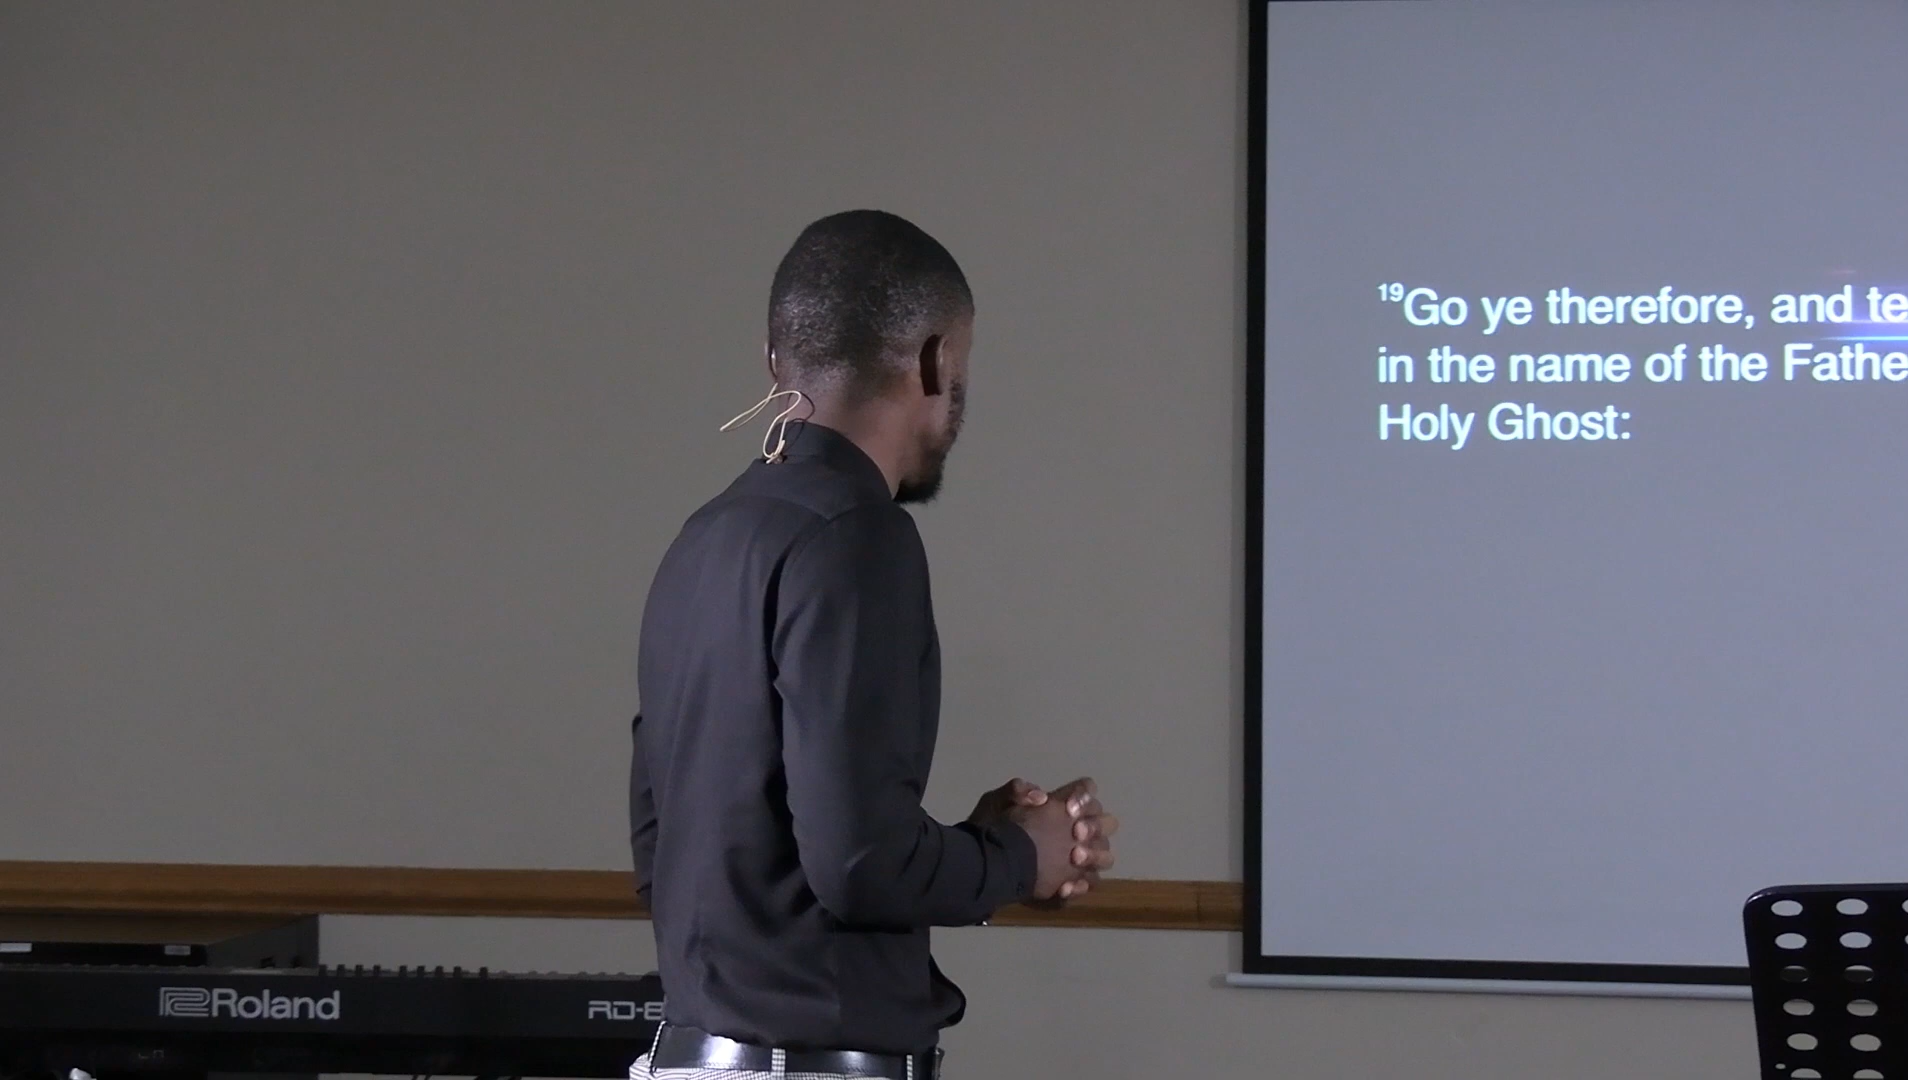 19Go ye therefore, and te
in the name of the Fathe
Holy Ghost:
Roland
RD-8